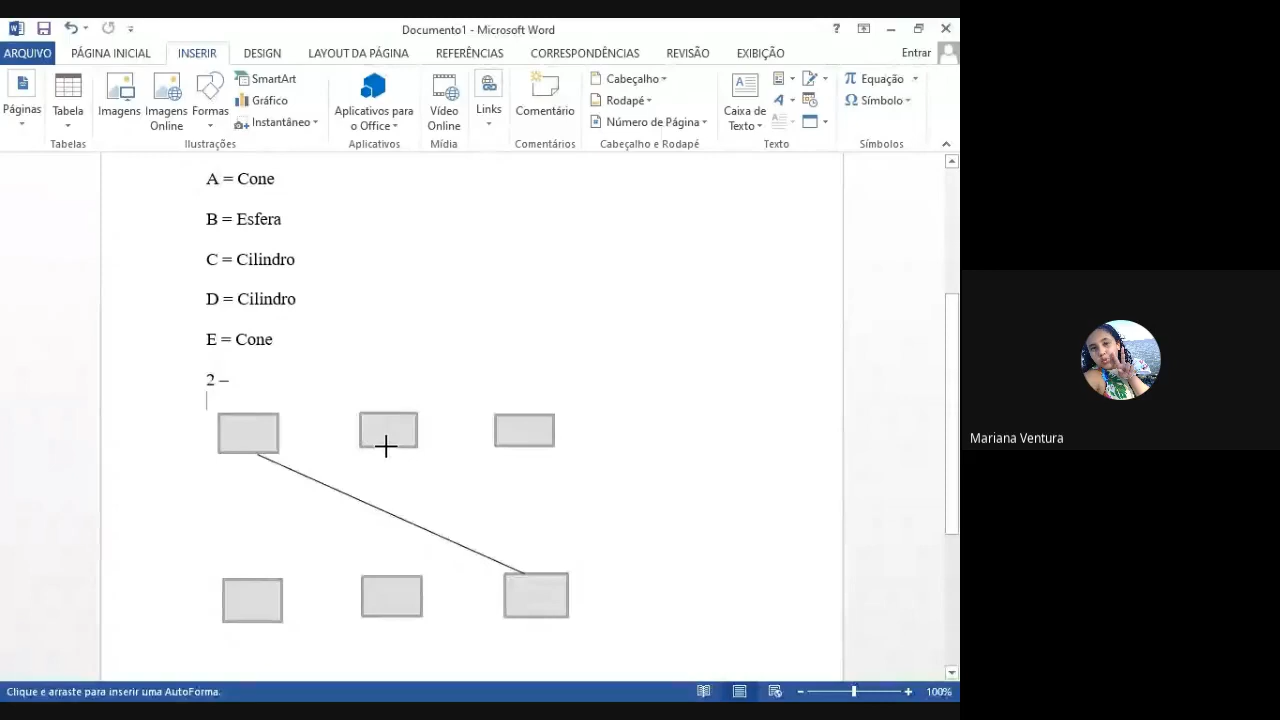 Documento1 - Microsoft Word
?
ARQUIVO PÁGINA INICIAL INSERIR DESIGN LAYOUT DA PÁGINA REFERÊNCIAS CORRESPONDÊNCIAS REVISÃO EXIBIÇÃO Entrar
Páginas
Tabela
Imagens
Imagens Online
Formas
SmartArt
Gráfico
Instantâneo
Aplicativos para o Office
Vídeo Online
Links
Comentário
Cabeçalho
Rodapé
Número de Página
Caixa de Texto
Equação
Símbolo
Tabelas Ilustrações Aplicativos Mídia Comentários Cabeçalho e Rodapé Texto Símbolos
A = Cone
B = Esfera
C = Cilindro
D = Cilindro
E = Cone
2 –
Mariana Ventura
Clique e arraste para inserir uma AutoForma.
100%